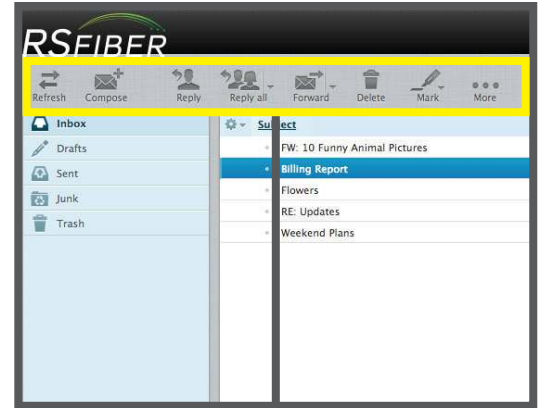 RSFIBER
Refresh Compose Reply Reply all Forward Delete Mark More
Inbox Subject
Drafts FW: 10 Funny Animal Pictures
Sent Billing Report
Junk Flowers
Trash RE: Updates
Weekend Plans